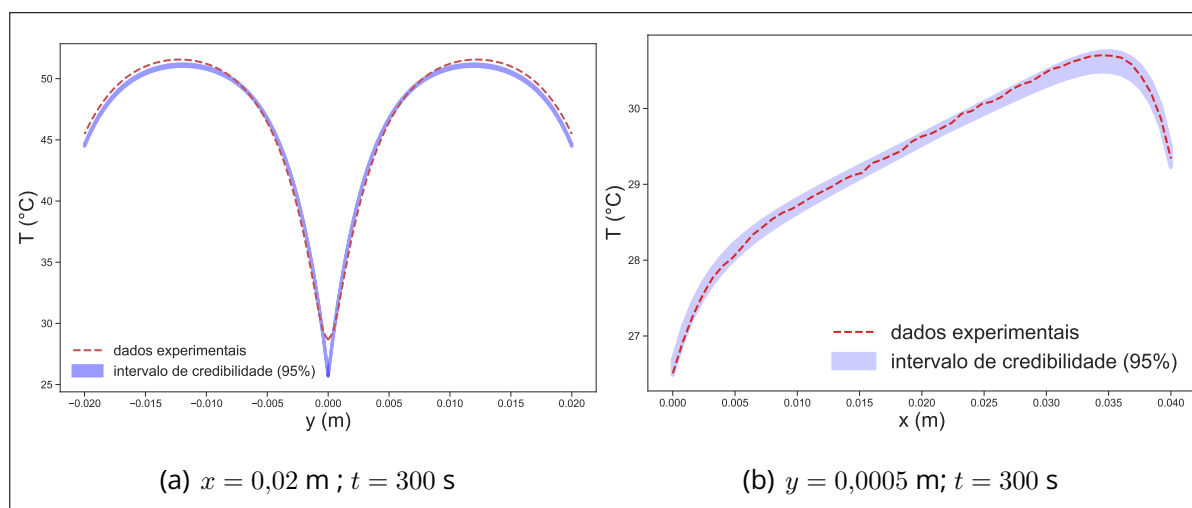 50
45
40
35
30
25
T (°C)
dados experimentais
intervalo de credibilidade (95%)
−0.020 −0.015 −0.010 −0.005 0.000 0.005 0.010 0.015 0.020
y (m)
(a) x = 0,02 m ; t = 300 s
30
29
28
27
T (°C)
dados experimentais
intervalo de credibilidade (95%)
0.000 0.005 0.010 0.015 0.020 0.025 0.030 0.035 0.040
x (m)
(b) y = 0,0005 m; t = 300 s